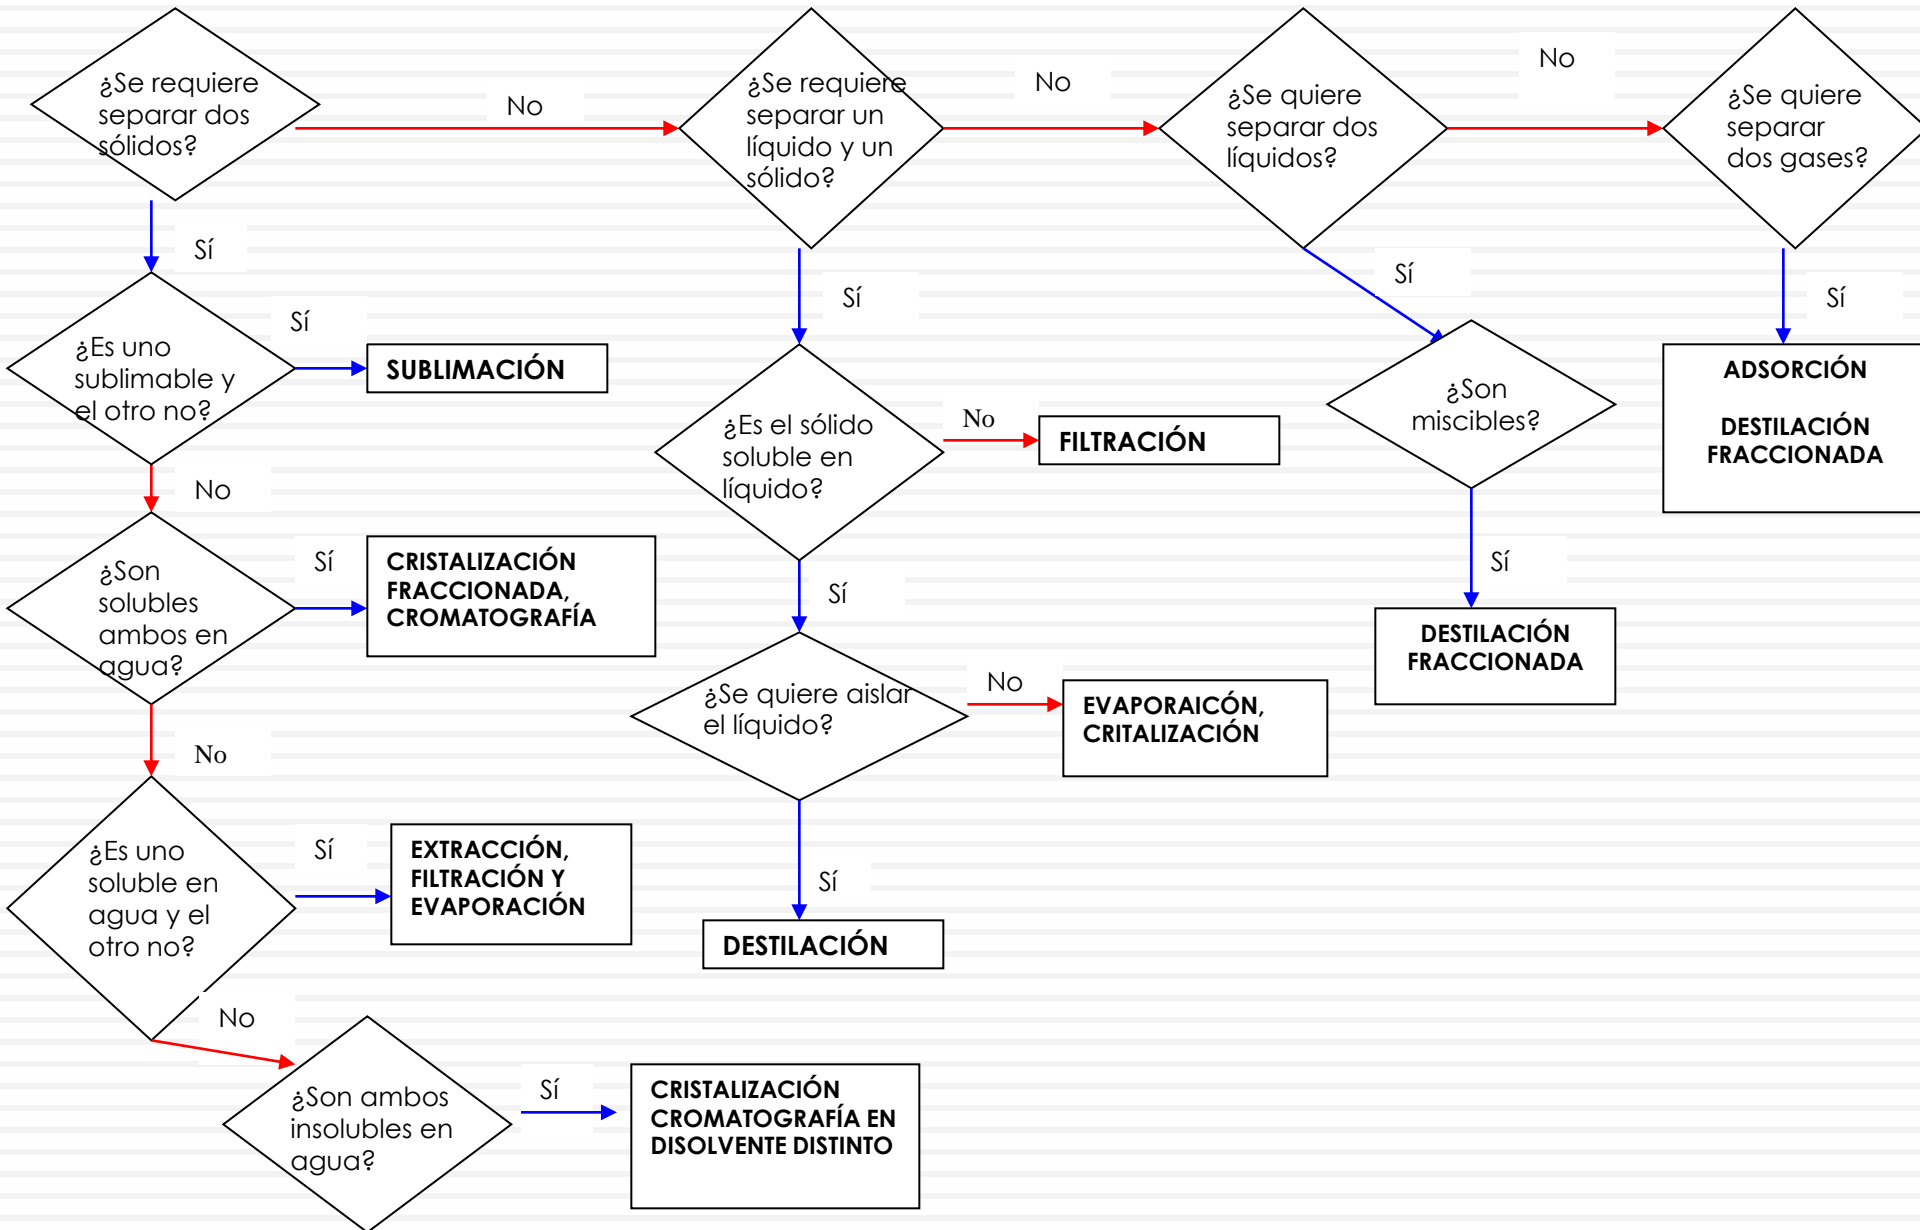 ¿Se requiere
separar dos
sólidos?
No
¿Se requiere
separar un
líquido y un
sólido?
No
¿Se quiere
separar dos
líquidos?
No
¿Se quiere
separar
dos gases?
Sí
Sí
Sí
Sí
¿Es uno
sublimable y
el otro no?
Sí
SUBLIMACIÓN
¿Es el sólido
soluble en
líquido?
No
FILTRACIÓN
¿Son
miscibles?
ADSORCIÓN
DESTILACIÓN
FRACCIONADA
No
¿Son
solubles
ambos en
agua?
Sí
CRISTALIZACIÓN
FRACCIONADA,
CROMATOGRAFÍA
Sí
Sí
DESTILACIÓN
FRACCIONADA
¿Se quiere aislar
el líquido?
No
EVAPORAICÓN,
CRITALIZACIÓN
No
¿Es uno
soluble en
agua y el
otro no?
Sí
EXTRACCIÓN,
FILTRACIÓN Y
EVAPORACIÓN
Sí
DESTILACIÓN
No
¿Son ambos
insolubles en
agua?
Sí
CRISTALIZACIÓN
CROMATOGRAFÍA EN
DISOLVENTE DISTINTO